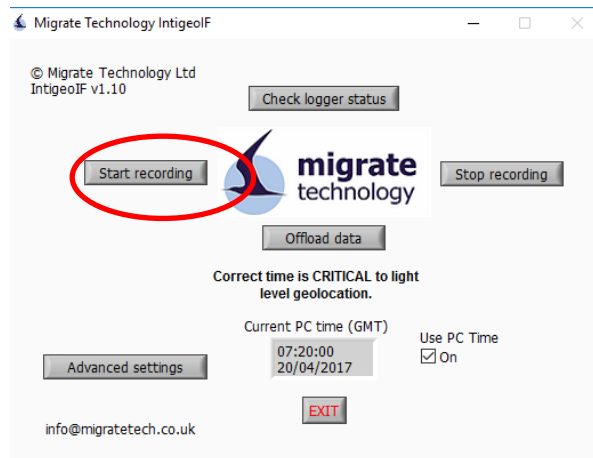 Migrate Technology IntigeoIF
© Migrate Technology Ltd
IntigeoIF v1.10
Check logger status
Start recording
migrate
technology
Stop recording
Offload data
Correct time is CRITICAL to light
level geolocation.
Current PC time (GMT)
07:20:00
20/04/2017
Use PC Time
On
Advanced settings
EXIT
info@migratetech.co.uk